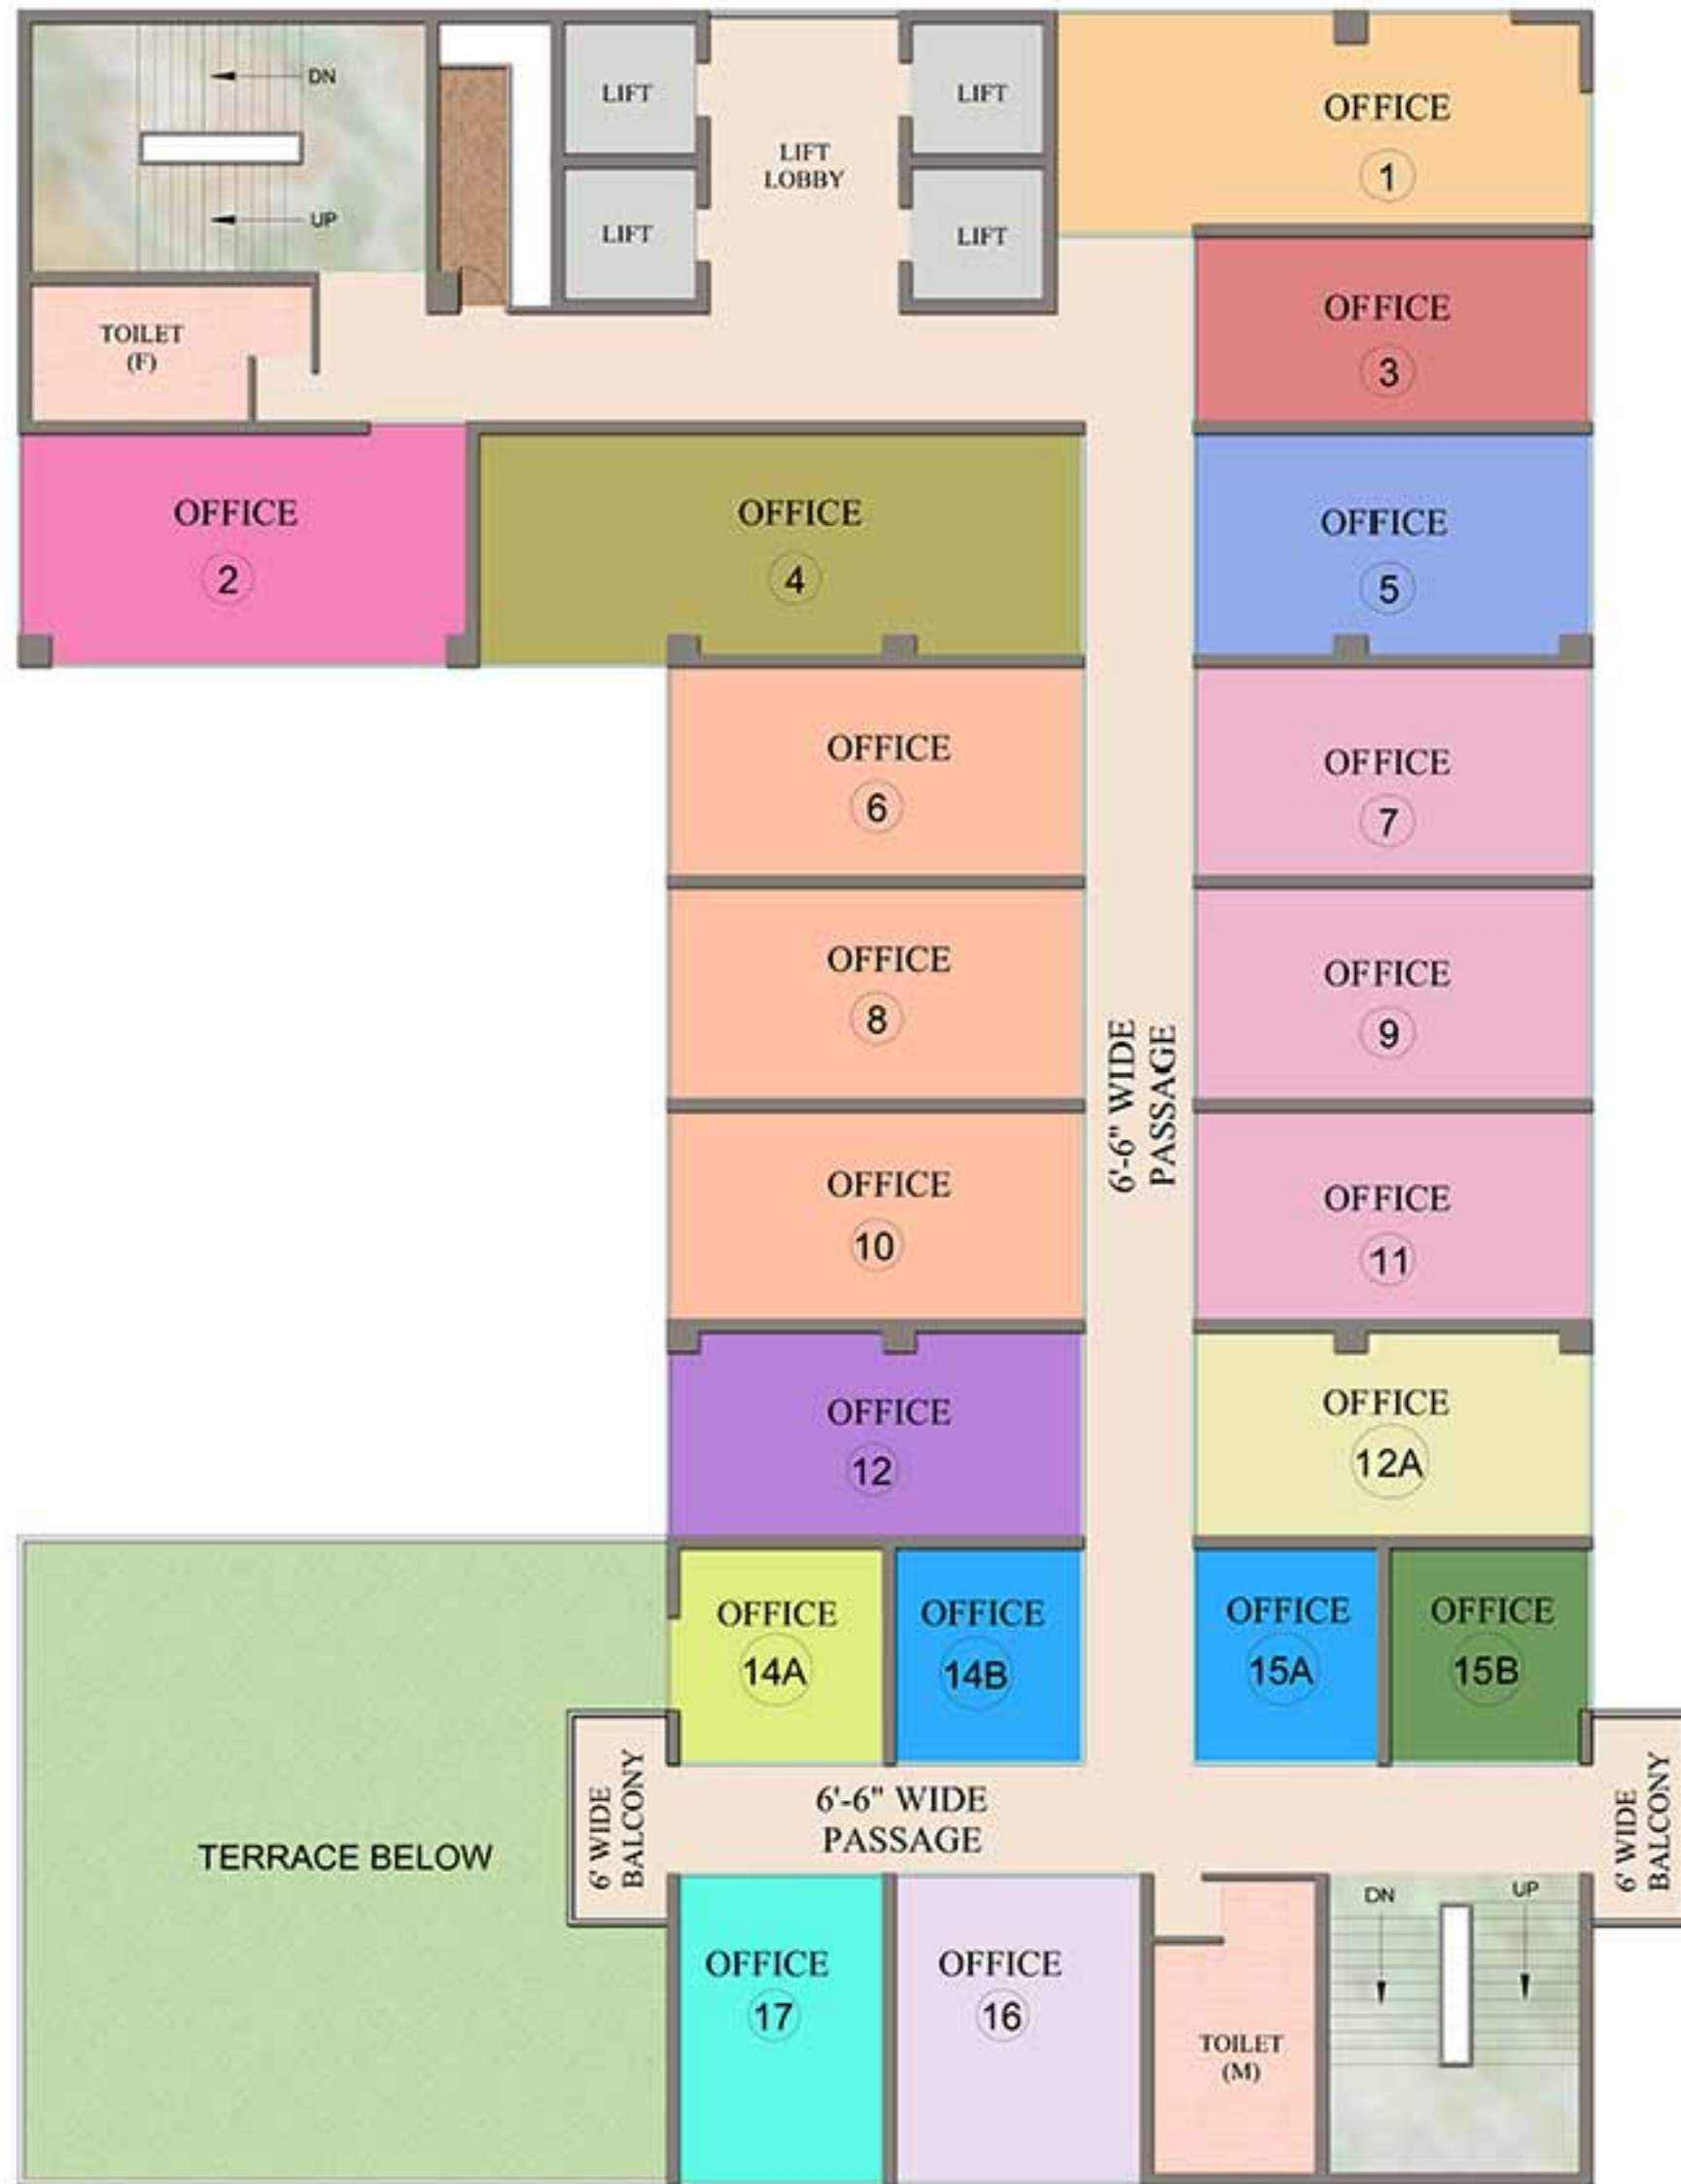 DN
UP
LIFT
LIFT
LIFT
LOBBY
LIFT
LIFT
OFFICE
1
TOILET
(F)
OFFICE
3
OFFICE
2
OFFICE
4
OFFICE
5
OFFICE
6
OFFICE
7
OFFICE
8
OFFICE
9
6'-6" WIDE
PASSAGE
OFFICE
10
OFFICE
11
OFFICE
12
OFFICE
12A
OFFICE
14A
OFFICE
14B
OFFICE
15A
OFFICE
15B
TERRACE BELOW
6' WIDE
BALCONY
6'-6" WIDE
PASSAGE
6' WIDE
BALCONY
OFFICE
17
OFFICE
16
TOILET
(M)
DN
UP